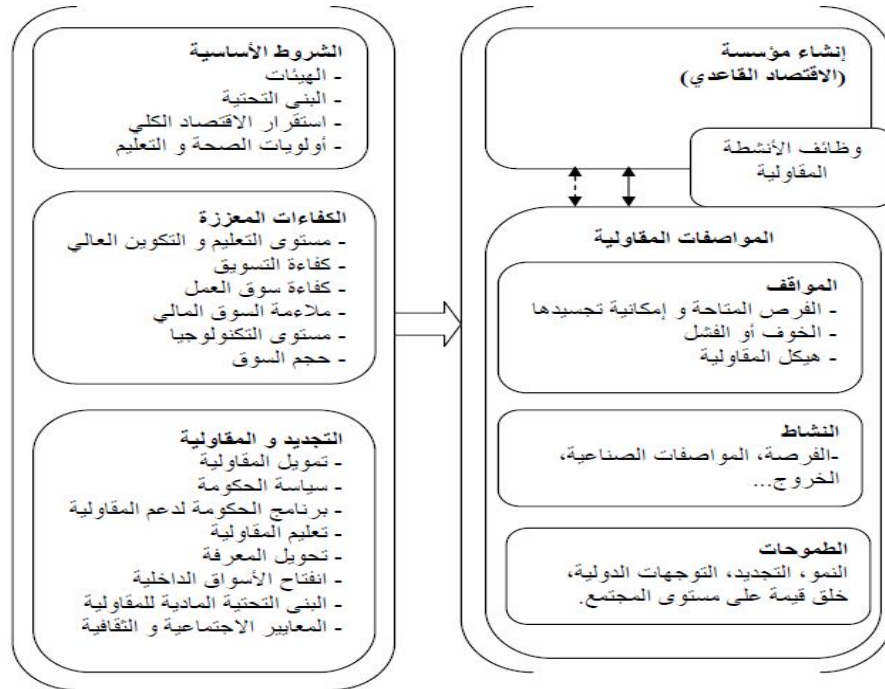 إنشاء مؤسسة
(الاقتصاد القاعدي)
وظائف الأنشطة
المقاولية
المواصفات المقاولية
المواقف
- الفرص المتاحة و إمكانية تجسيدها
- الخوف أو الفشل
- هيكل المقاولية
النشاط
-الفرصة، المواصفات الصناعية،
الخروج...
الطموحات
النمو، التجديد، التوجهات الدولية،
خلق قيمة على مستوى المجتمع.
الشروط الأساسية
- الهيئات
- البنى التحتية
- استقرار الاقتصاد الكلي
- أولويات الصحة و التعليم
الكفاءات المعززة
- مستوى التعليم و التكوين العالي
- كفاءة التسويق
- كفاءة سوق العمل
- ملاءمة السوق المالي
- مستوى التكنولوجيا
- حجم السوق
التجديد و المقاولية
- تمويل المقاولية
- سياسة الحكومة
- برنامج الحكومة لدعم المقاولية
- تعليم المقاولية
- تحويل المعرفة
- انفتاح الأسواق الداخلية
- البنى التحتية المادية للمقاولية
- المعايير الاجتماعية و الثقافية